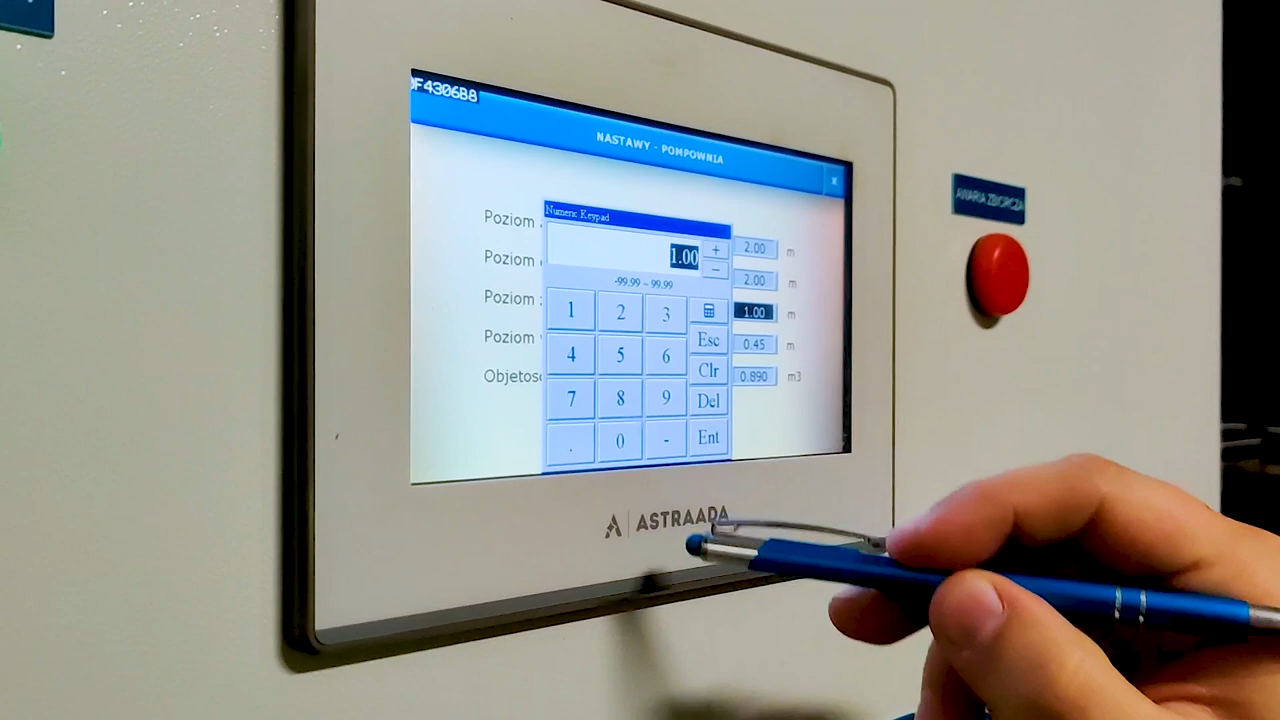 F4306B8
NASTAWY - POMPOWNIA
x
Poziom
Poziom
Poziom
Poziom
Objętoś
Numeric Keypad
1.00
+
-
-99.99 ~ 99.99
1 2 3
Esc
4 5 6
Clr
7 8 9
Del
. 0 -
Ent
2.00 m
2.00 m
1.00 m
0.45 m
0.890 m3
AWARIA ZBIORCZA
ASTRAADA